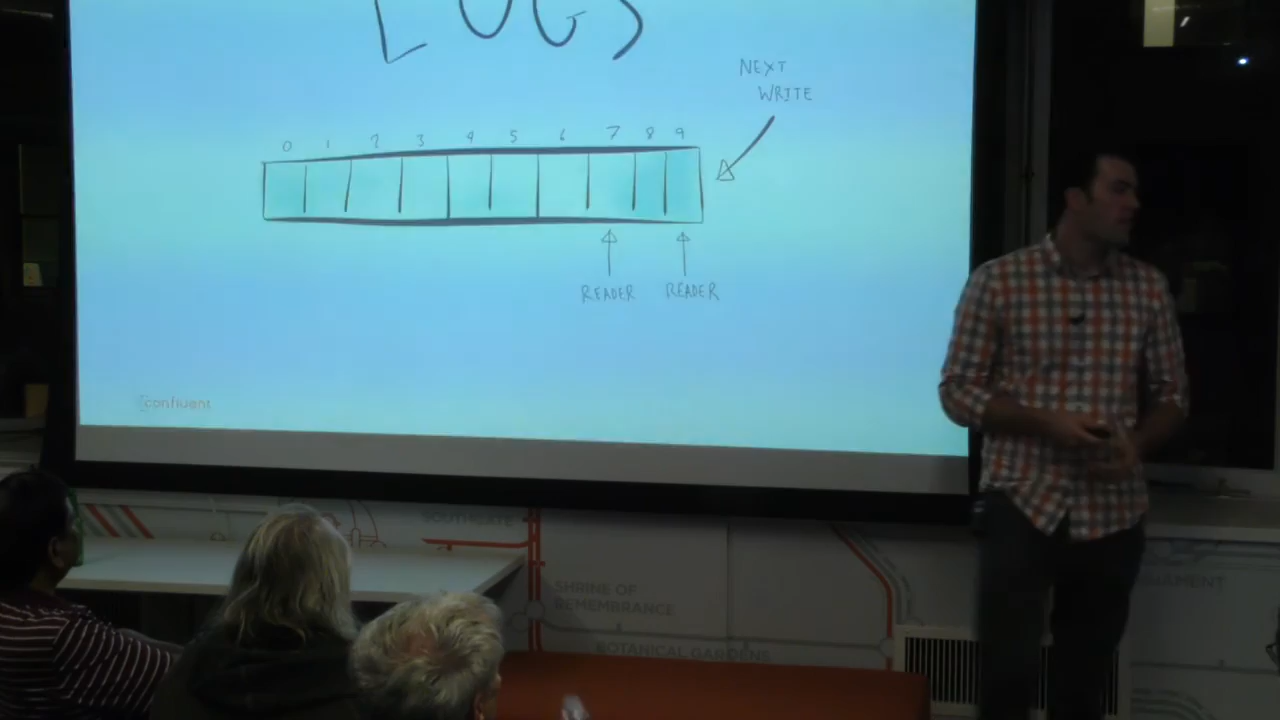 LOGS
NEXT
WRITE
0 1 2 3 4 5 6 7 8 9
READER READER
confluent
SOUTHGATE
SHRINE OF
REMEMBRANCE
BOTANICAL GARDENS